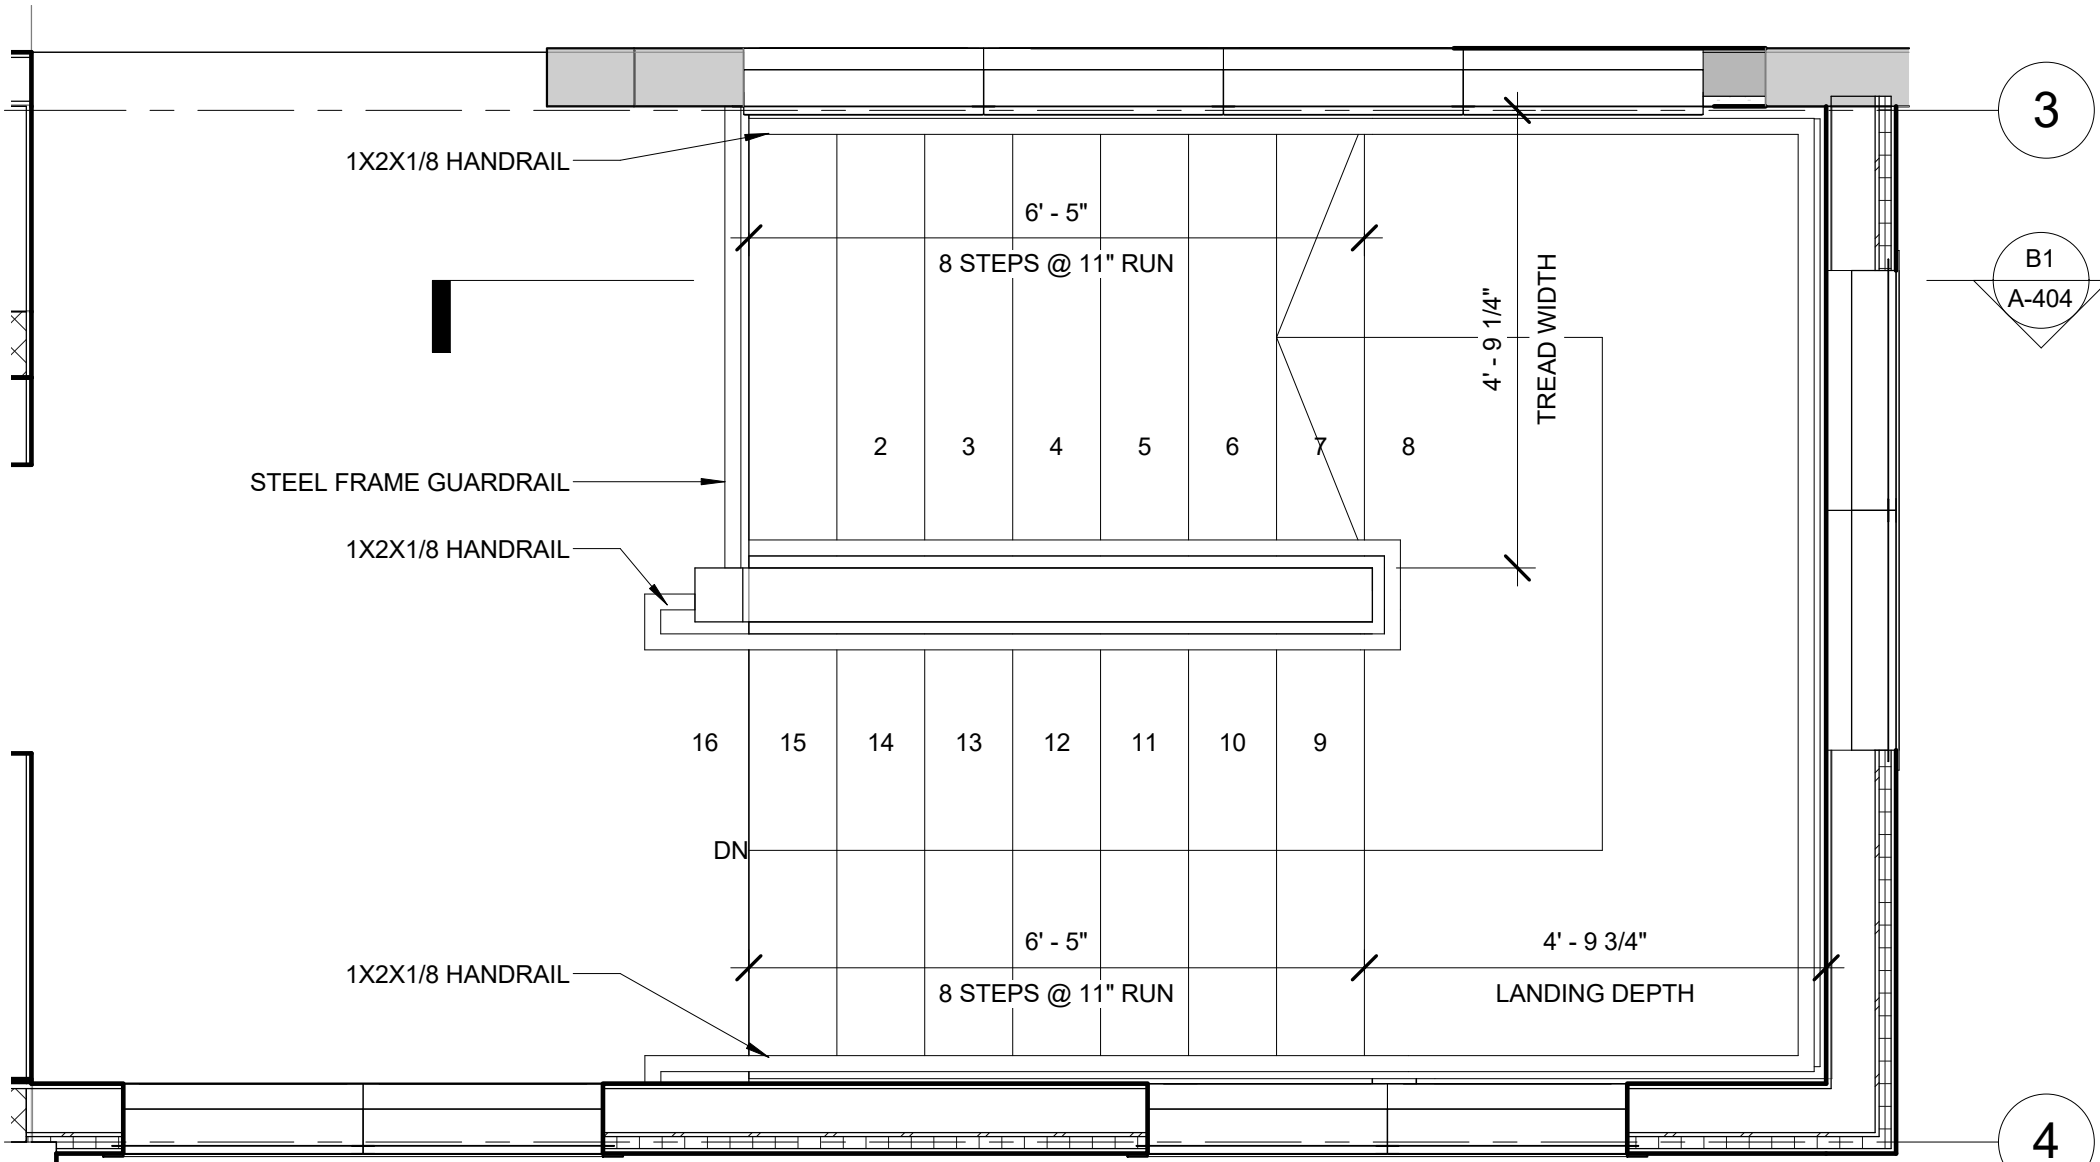 3
1X2X1/8 HANDRAIL
6' - 5"
8 STEPS @ 11" RUN
B1
A-404
4' - 9 1/4"
TREAD WIDTH
2
3
4
5
6
7
8
STEEL FRAME GUARDRAIL
1X2X1/8 HANDRAIL
16
15
14
13
12
11
10
9
DN
6' - 5"
8 STEPS @ 11" RUN
4' - 9 3/4"
LANDING DEPTH
1X2X1/8 HANDRAIL
4